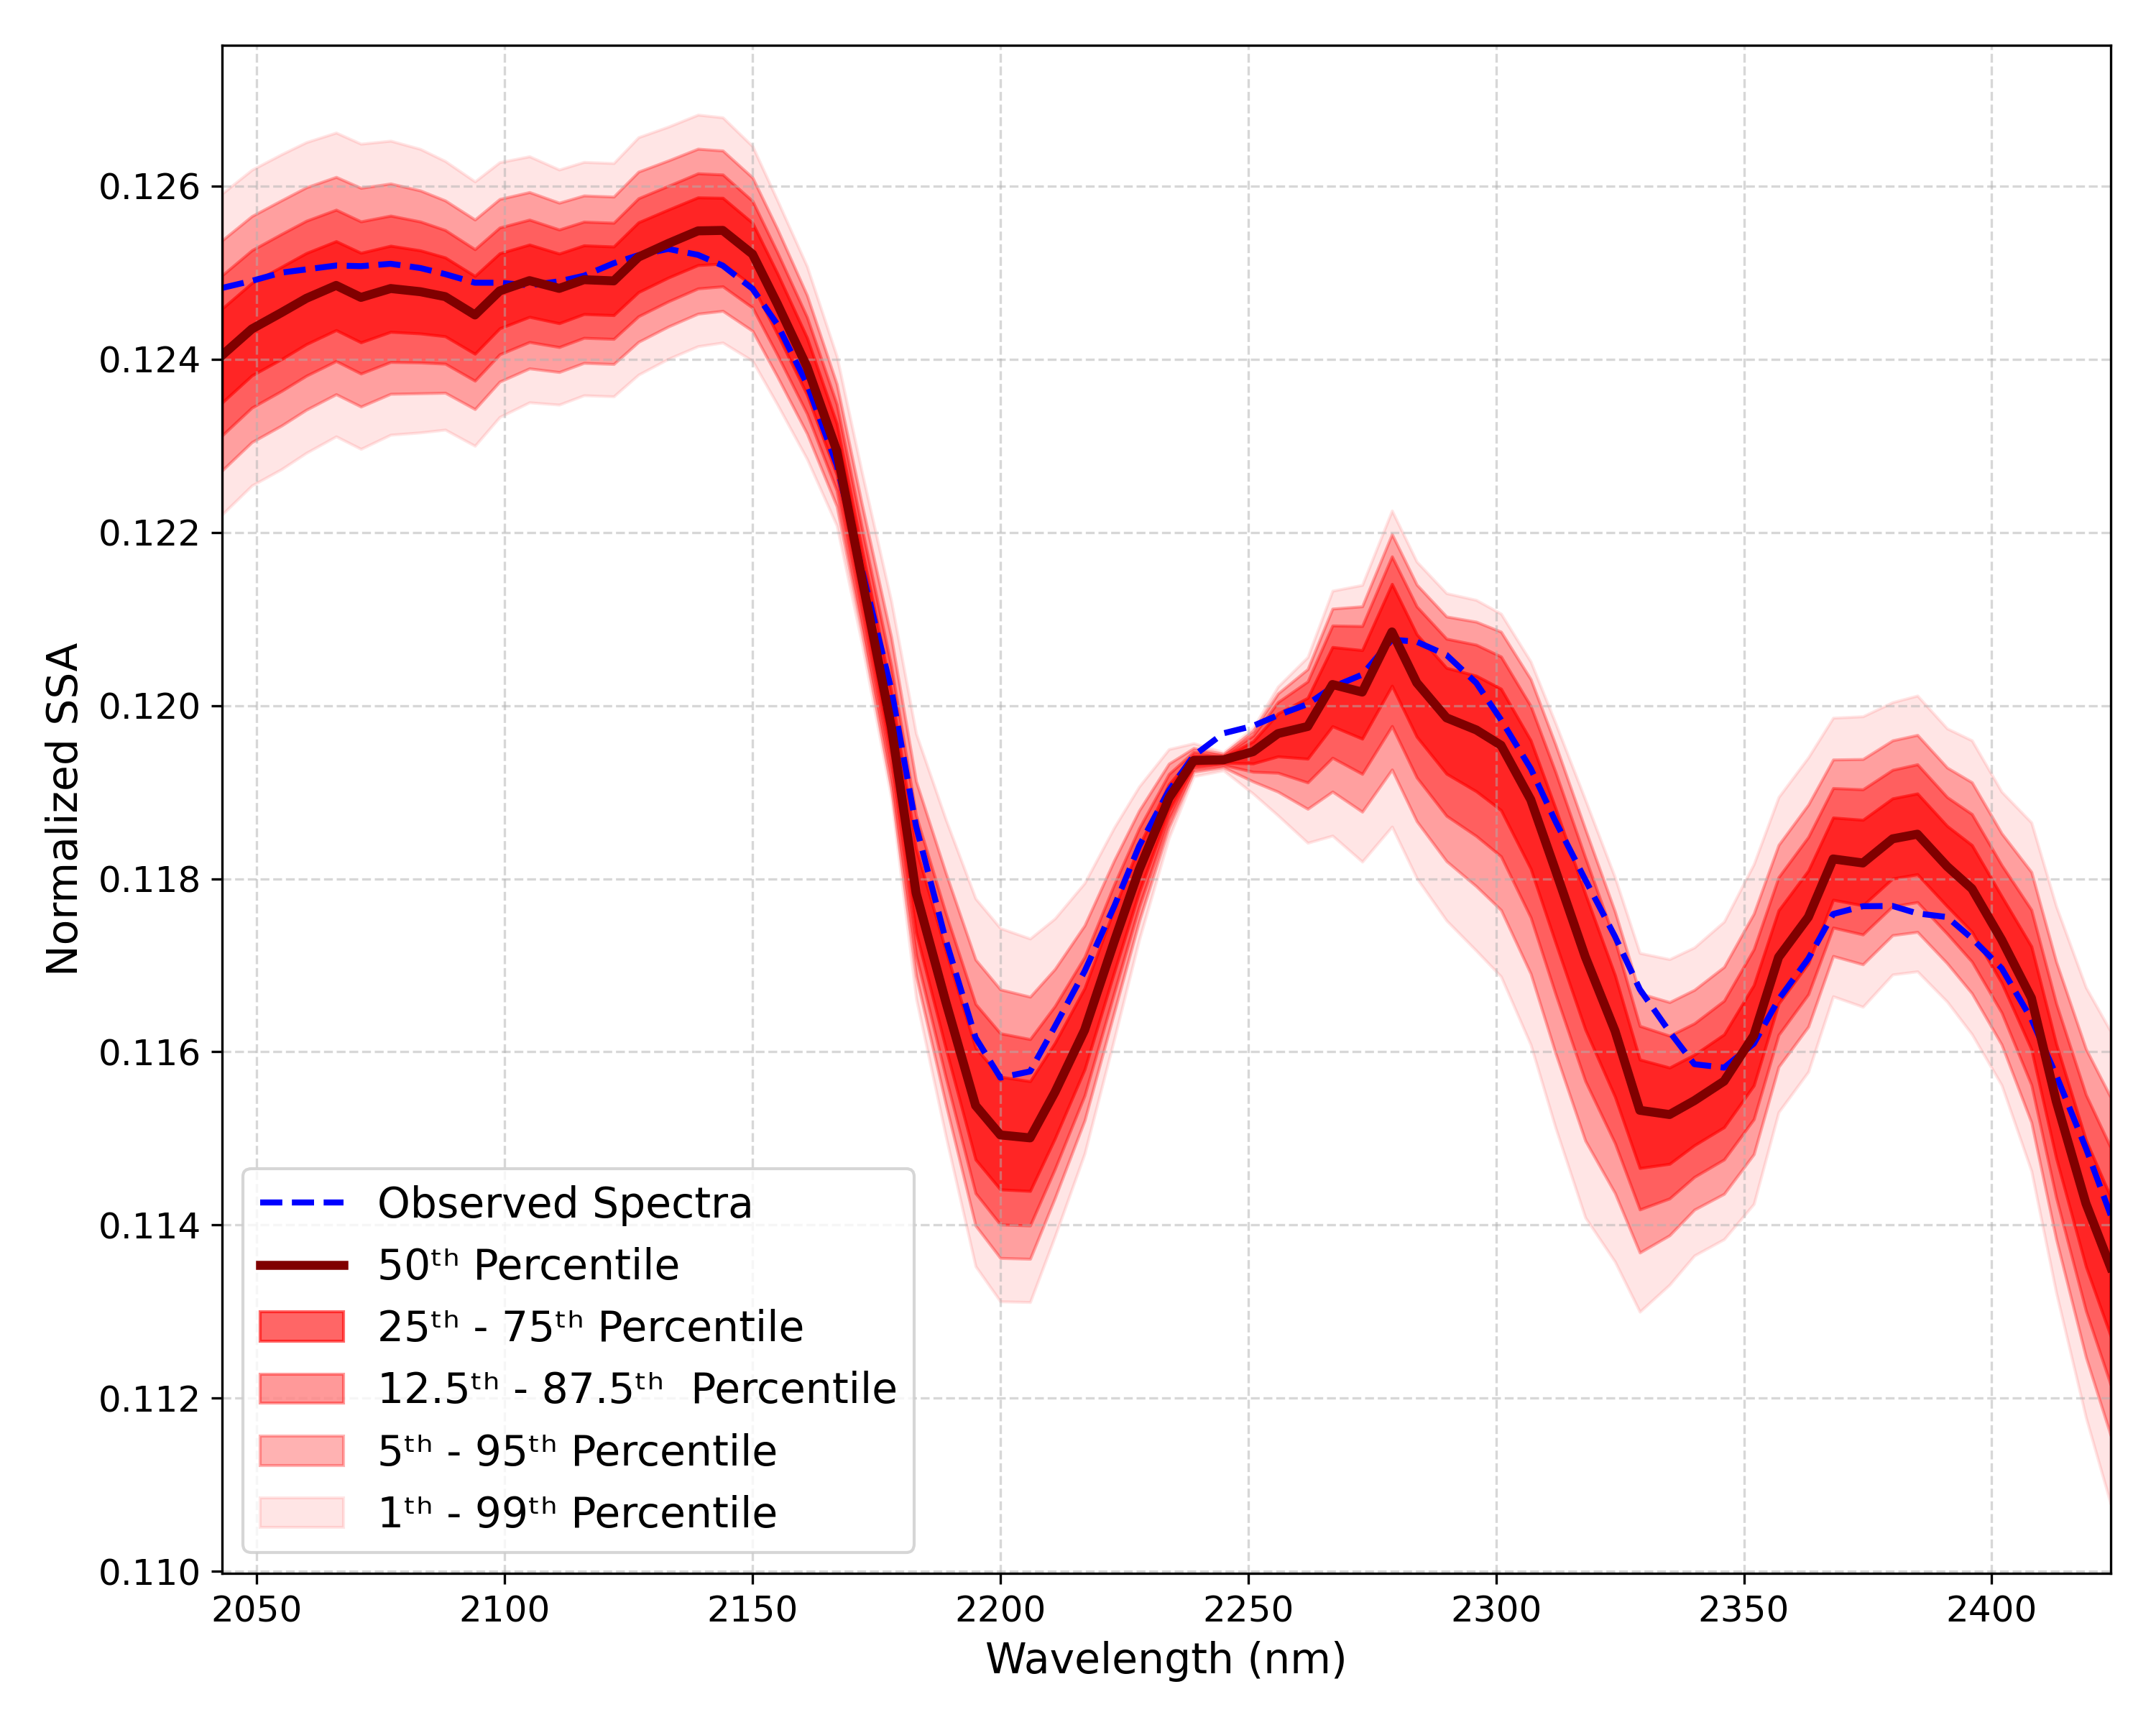 0.126
0.124
0.122
0.120
0.118
0.116
0.114
0.112
0.110
Normalized SSA
Observed Spectra
50ᵗʰ Percentile
25ᵗʰ - 75ᵗʰ Percentile
12.5ᵗʰ - 87.5ᵗʰ  Percentile
5ᵗʰ - 95ᵗʰ Percentile
1ᵗʰ - 99ᵗʰ Percentile
2050 2100 2150 2200 2250 2300 2350 2400
Wavelength (nm)